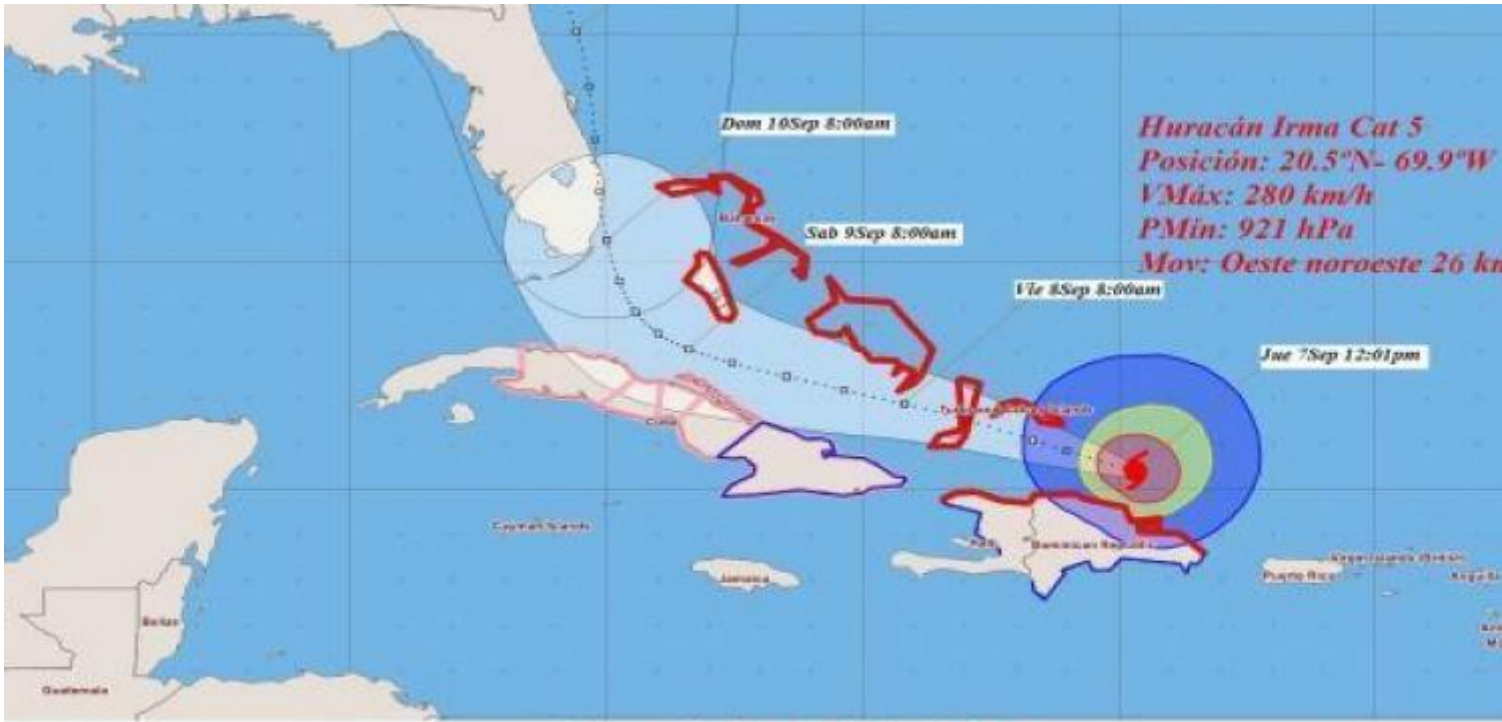 Dom 10Sep 8:00am
Huracán Irma Cat 5
Posición: 20.5ºN- 69.9ºW
VMáx: 280 km/h
PMín: 921 hPa
Mov: Oeste noroeste 26 km
Sab 9Sep 8:00am
Vie 8Sep 8:00am
Jue 7Sep 12:01pm
Cuba
Cayman Islands
Jamaica
Dominican Republic
Puerto Rico
Belize
Guatemala